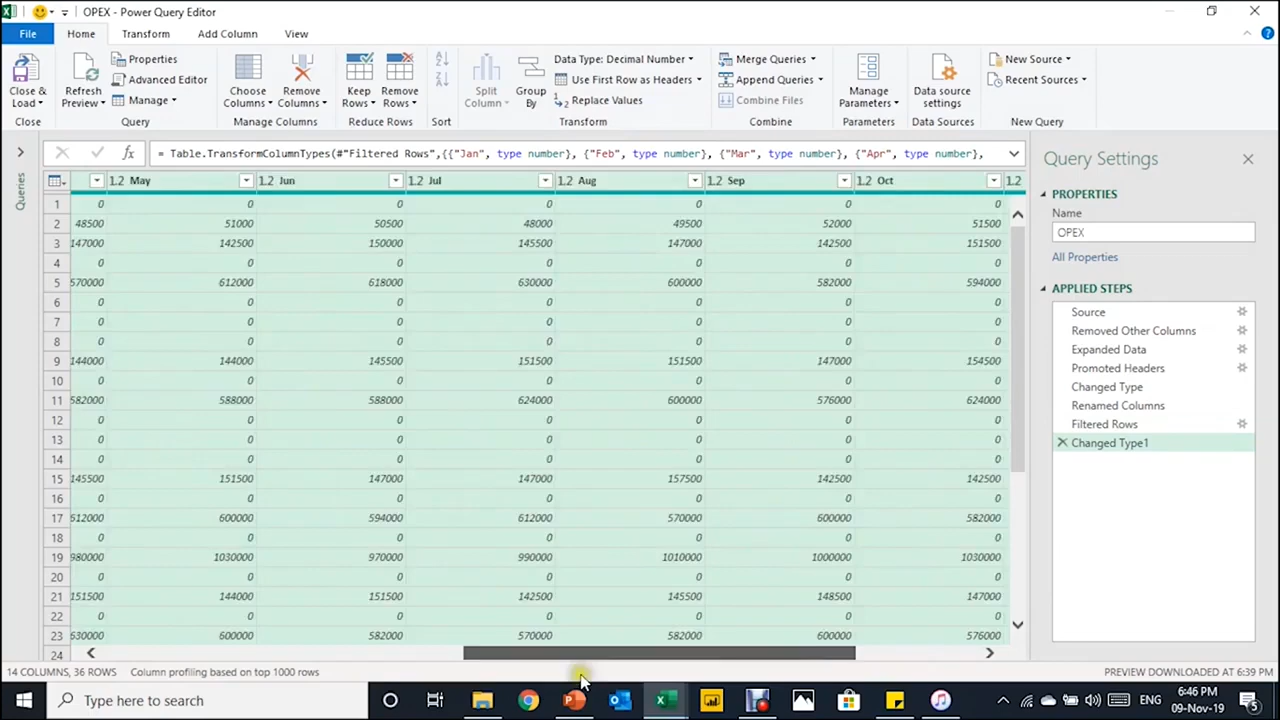 OPEX - Power Query Editor
File Home Transform Add Column View
Close & Load
Refresh Preview
Properties
Advanced Editor
Manage
Choose Columns
Remove Columns
Keep Rows
Remove Rows
Split Column
Group By
Data Type: Decimal Number
Use First Row as Headers
Replace Values
Merge Queries
Append Queries
Combine Files
Manage Parameters
Data source settings
New Source
Recent Sources
Close Query Manage Columns Reduce Rows Sort Transform Combine Parameters Data Sources New Query
fx = Table.TransformColumnTypes(#"Filtered Rows",{{"Jan", type number}, {"Feb", type number}, {"Mar", type number}, {"Apr", type number},
Queries
1.2 May 1.2 Jun 1.2 Jul 1.2 Aug 1.2 Sep 1.2 Oct 1.2
1 0 0 0 0 0 0 0
2 48500 51000 50500 48000 49500 52000 51500
3 147000 142500 150000 145500 147000 142500 151500
4 0 0 0 0 0 0 0
5 570000 612000 618000 630000 600000 582000 594000
6 0 0 0 0 0 0 0
7 0 0 0 0 0 0 0
8 0 0 0 0 0 0 0
9 144000 144000 145500 151500 151500 147000 154500
10 0 0 0 0 0 0 0
11 582000 588000 588000 624000 600000 576000 624000
12 0 0 0 0 0 0 0
13 0 0 0 0 0 0 0
14 0 0 0 0 0 0 0
15 145500 151500 147000 147000 157500 142500 142500
16 0 0 0 0 0 0 0
17 612000 600000 594000 612000 570000 600000 582000
18 0 0 0 0 0 0 0
19 980000 1030000 970000 990000 1010000 1000000 1030000
20 0 0 0 0 0 0 0
21 151500 144000 151500 142500 145500 148500 147000
22 0 0 0 0 0 0 0
23 630000 600000 582000 570000 582000 600000 576000
24
Query Settings
PROPERTIES
Name
OPEX
All Properties
APPLIED STEPS
Source
Removed Other Columns
Expanded Data
Promoted Headers
Changed Type
Renamed Columns
Filtered Rows
Changed Type1
14 COLUMNS, 36 ROWS Column profiling based on top 1000 rows PREVIEW DOWNLOADED AT 6:39 PM
Type here to search
ENG
6:46 PM
09-Nov-19
5